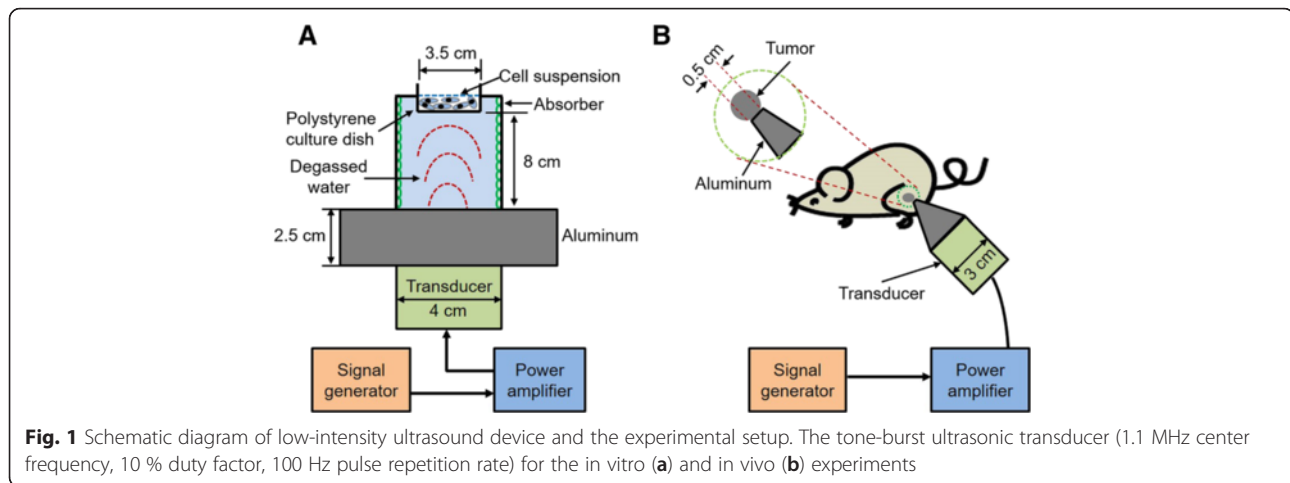 A
3.5 cm
Cell suspension
Absorber
Polystyrene
culture dish
Degassed
water
8 cm
2.5 cm
Aluminum
Transducer
4 cm
Signal
generator
Power
amplifier
B
Tumor
0.5 cm
Aluminum
3 cm
Transducer
Signal
generator
Power
amplifier
Fig. 1 Schematic diagram of low-intensity ultrasound device and the experimental setup. The tone-burst ultrasonic transducer (1.1 MHz center
frequency, 10 % duty factor, 100 Hz pulse repetition rate) for the in vitro (a) and in vivo (b) experiments